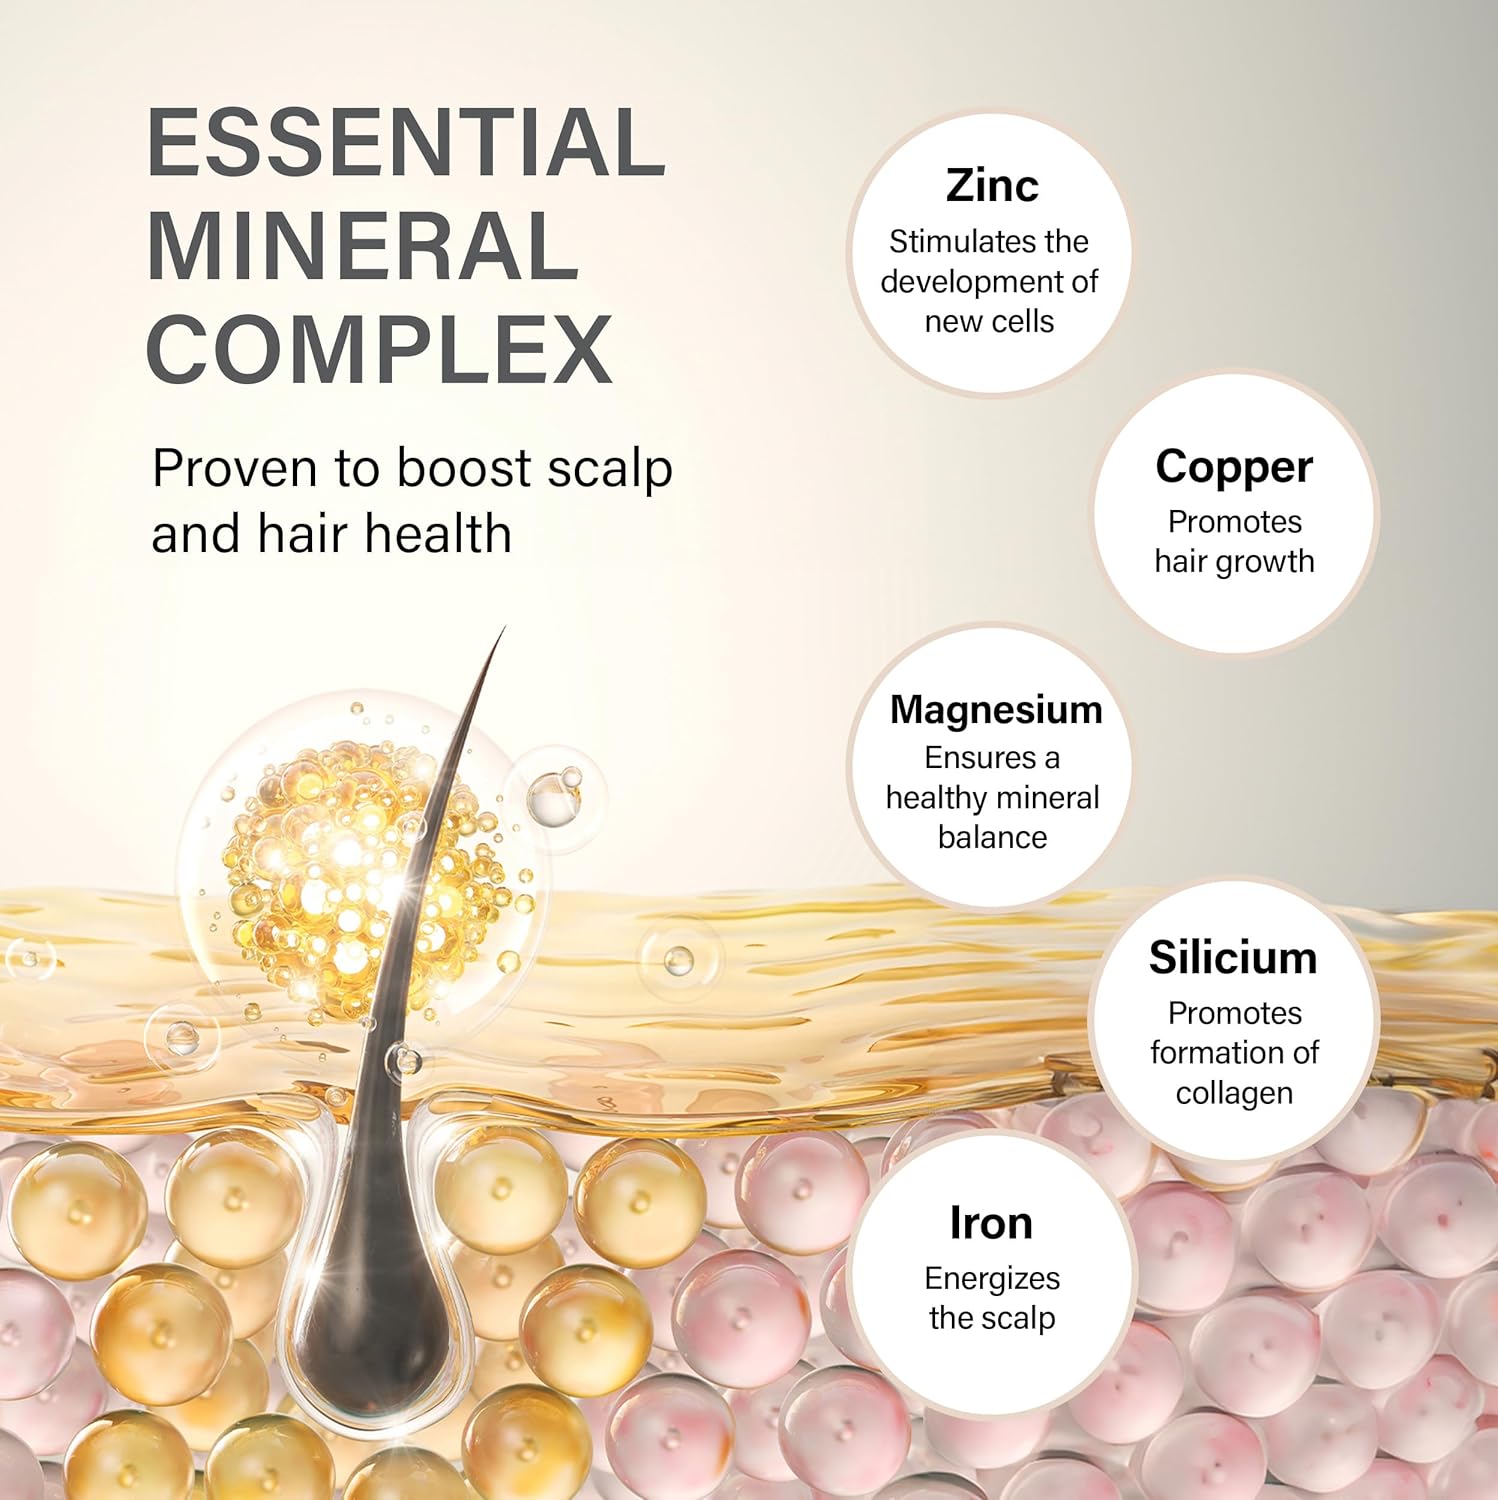 ESSENTIAL
MINERAL
COMPLEX
Proven to boost scalp
and hair health
Zinc
Stimulates the
development of
new cells
Copper
Promotes
hair growth
Magnesium
Ensures a
healthy mineral
balance
Silicium
Promotes
formation of
collagen
Iron
Energizes
the scalp